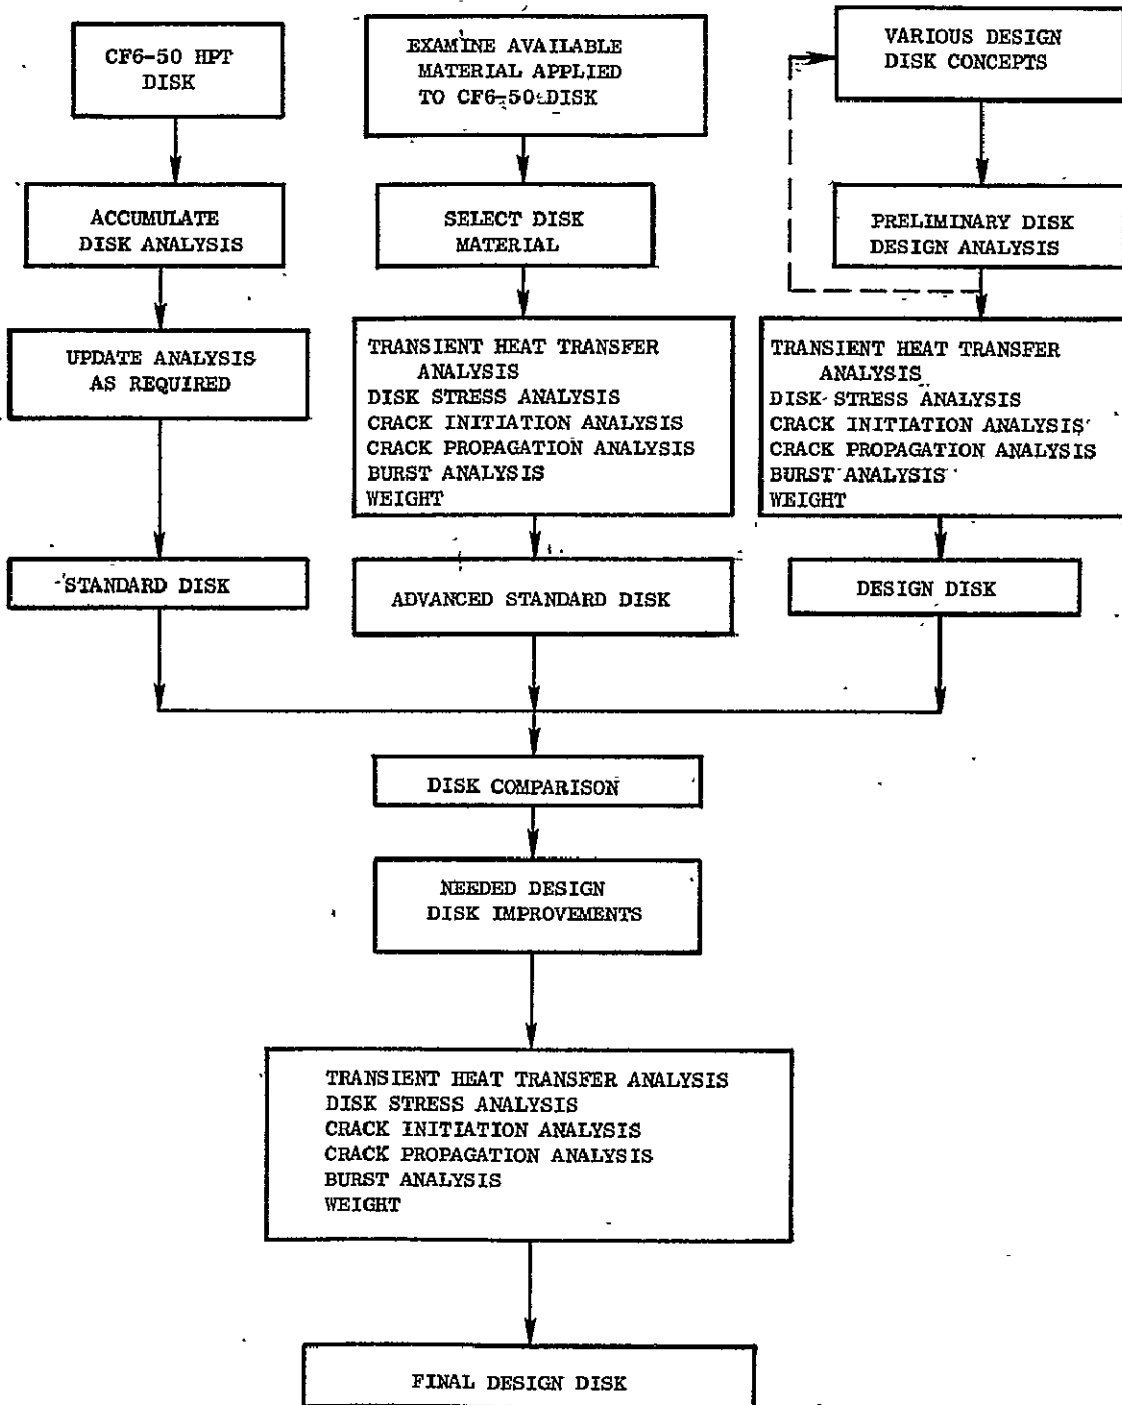 CF6-50 HPT
DISK
EXAMINE AVAILABLE
MATERIAL APPLIED
TO CF6-50 DISK
VARIOUS DESIGN
DISK CONCEPTS
ACCUMULATE
DISK ANALYSIS
SELECT DISK
MATERIAL
PRELIMINARY DISK
DESIGN ANALYSIS
UPDATE ANALYSIS
AS REQUIRED
TRANSIENT HEAT TRANSFER
ANALYSIS
DISK STRESS ANALYSIS
CRACK INITIATION ANALYSIS
CRACK PROPAGATION ANALYSIS
BURST ANALYSIS
WEIGHT
TRANSIENT HEAT TRANSFER
ANALYSIS
DISK STRESS ANALYSIS
CRACK INITIATION ANALYSIS
CRACK PROPAGATION ANALYSIS
BURST ANALYSIS
WEIGHT
STANDARD DISK
ADVANCED STANDARD DISK
DESIGN DISK
DISK COMPARISON
NEEDED DESIGN
DISK IMPROVEMENTS
TRANSIENT HEAT TRANSFER ANALYSIS
DISK STRESS ANALYSIS
CRACK INITIATION ANALYSIS
CRACK PROPAGATION ANALYSIS
BURST ANALYSIS
WEIGHT
FINAL DESIGN DISK